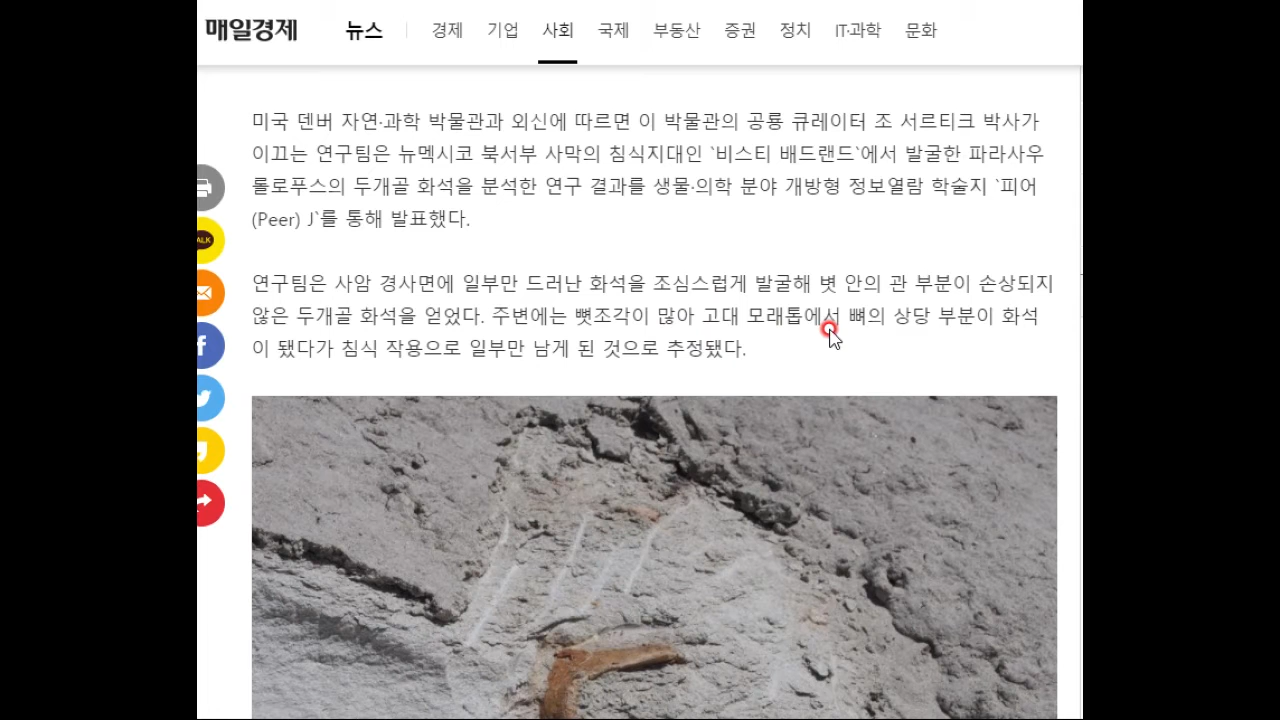 매일경제 뉴스 경제 기업 사회 국제 부동산 증권 정치 IT·과학 문화
미국 덴버 자연·과학 박물관과 외신에 따르면 이 박물관의 공룡 큐레이터 조 서르티크 박사가
이끄는 연구팀은 뉴멕시코 북서부 사막의 침식지대인 `비스티 배드랜드`에서 발굴한 파라사우
롤로푸스의 두개골 화석을 분석한 연구 결과를 생물·의학 분야 개방형 정보열람 학술지 `피어
(Peer) J`를 통해 발표했다.
연구팀은 사암 경사면에 일부만 드러난 화석을 조심스럽게 발굴해 볏 안의 관 부분이 손상되지
않은 두개골 화석을 얻었다. 주변에는 뼛조각이 많아 고대 모래톱에서 뼈의 상당 부분이 화석
이 됐다가 침식 작용으로 일부만 남게 된 것으로 추정됐다.
ALK
f